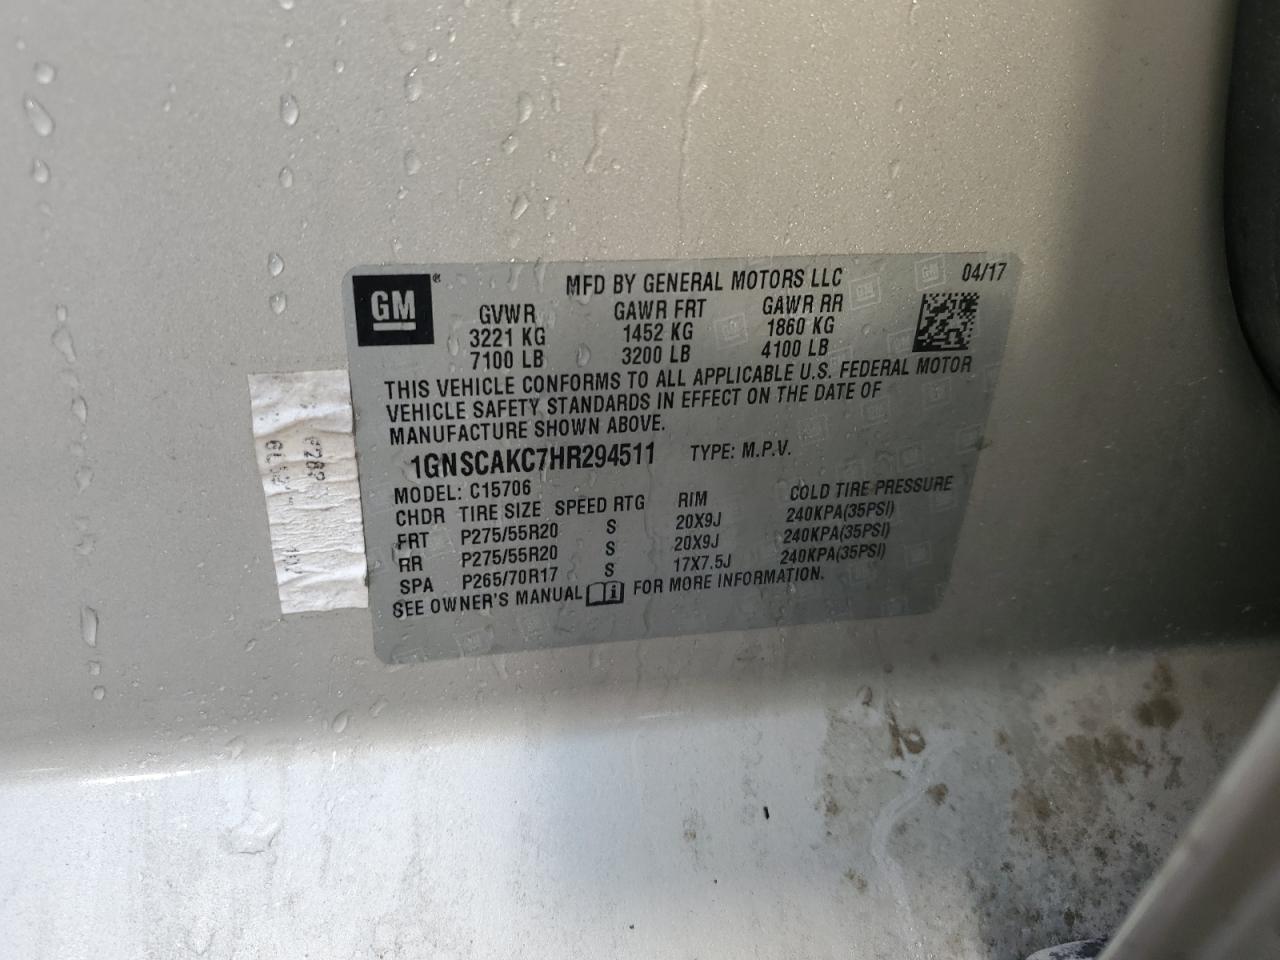 GM ®
MFD BY GENERAL MOTORS LLC 04/17
GVWR GAWR FRT GAWR RR
3221 KG 1452 KG 1860 KG
7100 LB 3200 LB 4100 LB
THIS VEHICLE CONFORMS TO ALL APPLICABLE U.S. FEDERAL MOTOR
VEHICLE SAFETY STANDARDS IN EFFECT ON THE DATE OF
MANUFACTURE SHOWN ABOVE.
1GNSCAKC7HR294511 TYPE: M.P.V.
MODEL: C15706
CHDR TIRE SIZE SPEED RTG RIM COLD TIRE PRESSURE
FRT P275/55R20 S 20X9J 240KPA(35PSI)
RR P275/55R20 S 20X9J 240KPA(35PSI)
SPA P265/70R17 S 17X7.5J 240KPA(35PSI)
SEE OWNER'S MANUAL FOR MORE INFORMATION.